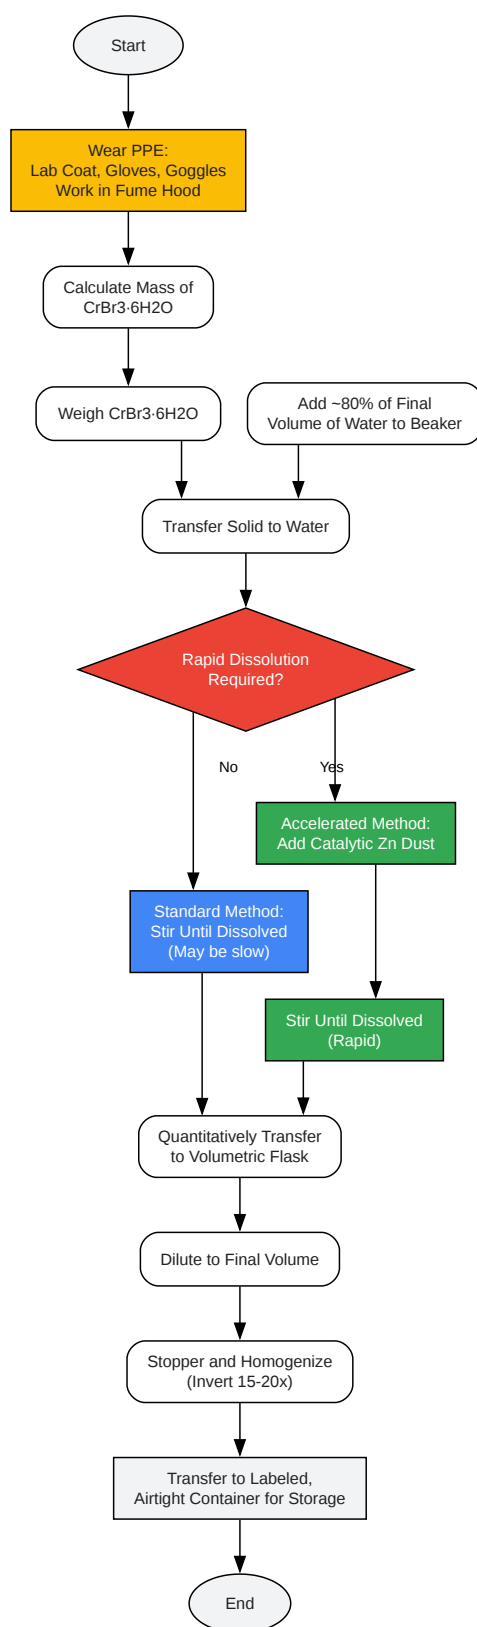 Start
Wear PPE:
Lab Coat, Gloves, Goggles
Work in Fume Hood
Calculate Mass of
CrBr3·6H2O
Weigh CrBr3·6H2O
Add ~80% of Final
Volume of Water to Beaker
Transfer Solid to Water
Rapid Dissolution
Required?
No
Yes
Accelerated Method:
Add Catalytic Zn Dust
Standard Method:
Stir Until Dissolved
(May be slow)
Stir Until Dissolved
(Rapid)
Quantitatively Transfer
to Volumetric Flask
Dilute to Final Volume
Stopper and Homogenize
(Invert 15-20x)
Transfer to Labeled,
Airtight Container for Storage
End